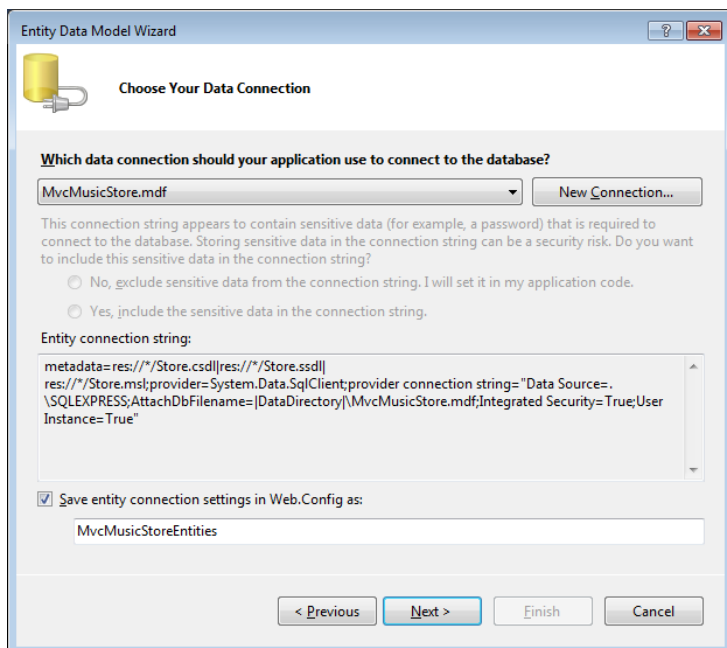 Entity Data Model Wizard
Choose Your Data Connection
Which data connection should your application use to connect to the database?
MvcMusicStore.mdf
New Connection...
This connection string appears to contain sensitive data (for example, a password) that is required to
connect to the database. Storing sensitive data in the connection string can be a security risk. Do you want
to include this sensitive data in the connection string?
No, exclude sensitive data from the connection string. I will set it in my application code.
Yes, include the sensitive data in the connection string.
Entity connection string:
metadata=res://*/Store.csdl|res://*/Store.ssdl|
res://*/Store.msl;provider=System.Data.SqlClient;provider connection string="Data Source=.
\SQLEXPRESS;AttachDbFilename=|DataDirectory|\MvcMusicStore.mdf;Integrated Security=True;User
Instance=True"
Save entity connection settings in Web.Config as:
MvcMusicStoreEntities
< Previous
Next >
Finish
Cancel